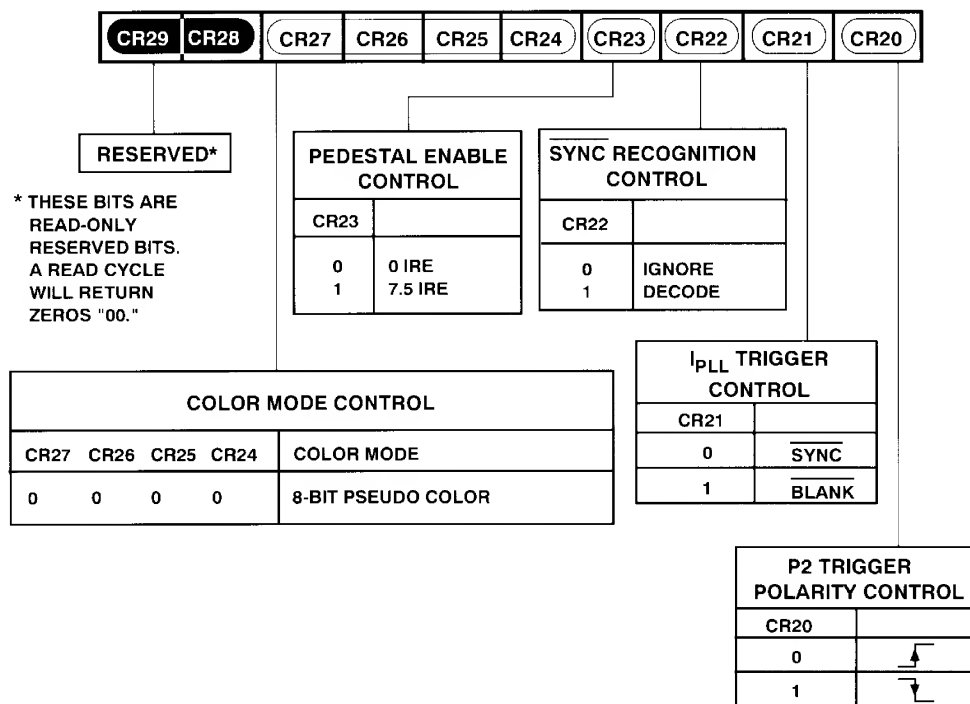 CR29 CR28 CR27 CR26 CR25 CR24 CR23 CR22 CR21 CR20
RESERVED*
* THESE BITS ARE
READ-ONLY
RESERVED BITS.
A READ CYCLE
WILL RETURN
ZEROS "00."
PEDESTAL ENABLE
CONTROL
CR23
0 0 IRE
1 7.5 IRE
S̅Y̅N̅C̅ RECOGNITION
CONTROL
CR22
0 IGNORE
1 DECODE
COLOR MODE CONTROL
CR27 CR26 CR25 CR24 COLOR MODE
0 0 0 0 8-BIT PSEUDO COLOR
IPLL TRIGGER
CONTROL
CR21
0 S̅Y̅N̅C̅
1 B̅L̅A̅N̅K̅
P2 TRIGGER
POLARITY CONTROL
CR20
0
1